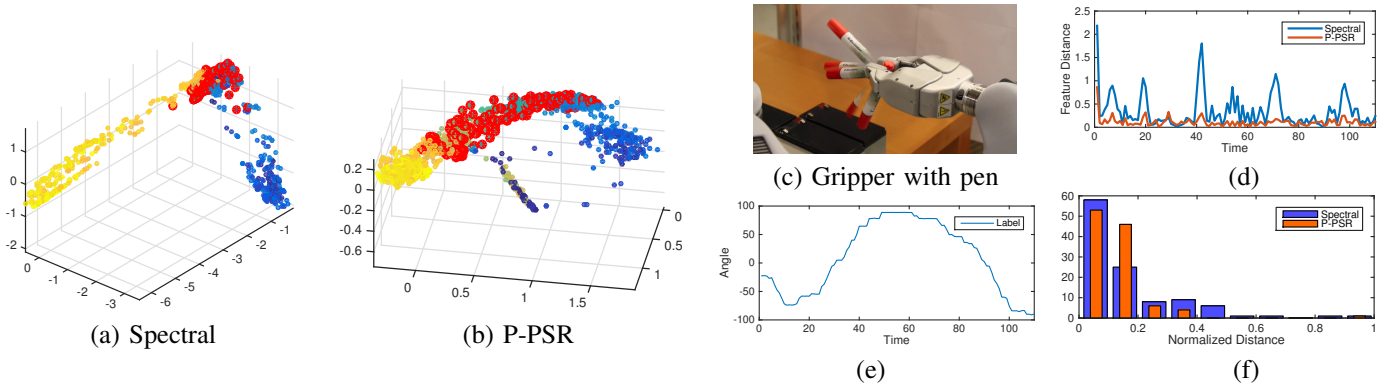 1
0
-1
-2
0
-1
-2
-3
-6
-5
-4
-3
-2
-1
(a) Spectral
0.2
0
-0.2
-0.4
-0.6
0
0.5
1
1.5
0
0.5
1
(b) P-PSR
(c) Gripper with pen
Feature Distance
2.5
2
1.5
1
0.5
0
0 20 40 60 80 100
Time
Spectral
P-PSR
(d)
Angle
100
50
0
-50
-100
0 20 40 60 80 100
Time
Label
(e)
60
50
40
30
20
10
0
0 0.2 0.4 0.6 0.8 1
Normalized Distance
Spectral
P-PSR
(f)